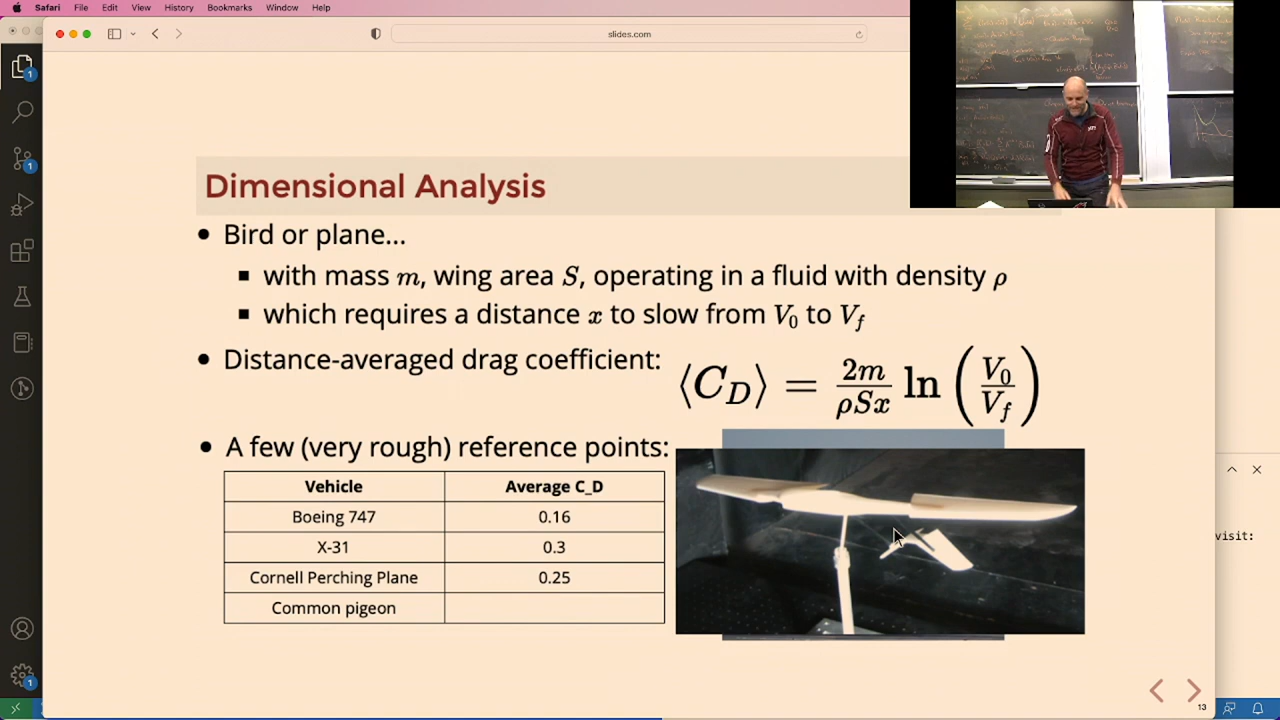 Safari File Edit View History Bookmarks Window Help
slides.com
Dimensional Analysis
Bird or plane...
with mass m, wing area S, operating in a fluid with density ρ
which requires a distance x to slow from V₀ to V_f
Distance-averaged drag coefficient: ⟨C_D⟩ = 2m/ρSx ln(V₀/V_f)
A few (very rough) reference points:
Vehicle Average C_D
Boeing 747 0.16
X-31 0.3
Cornell Perching Plane 0.25
Common pigeon
visit:
13
1
1
1